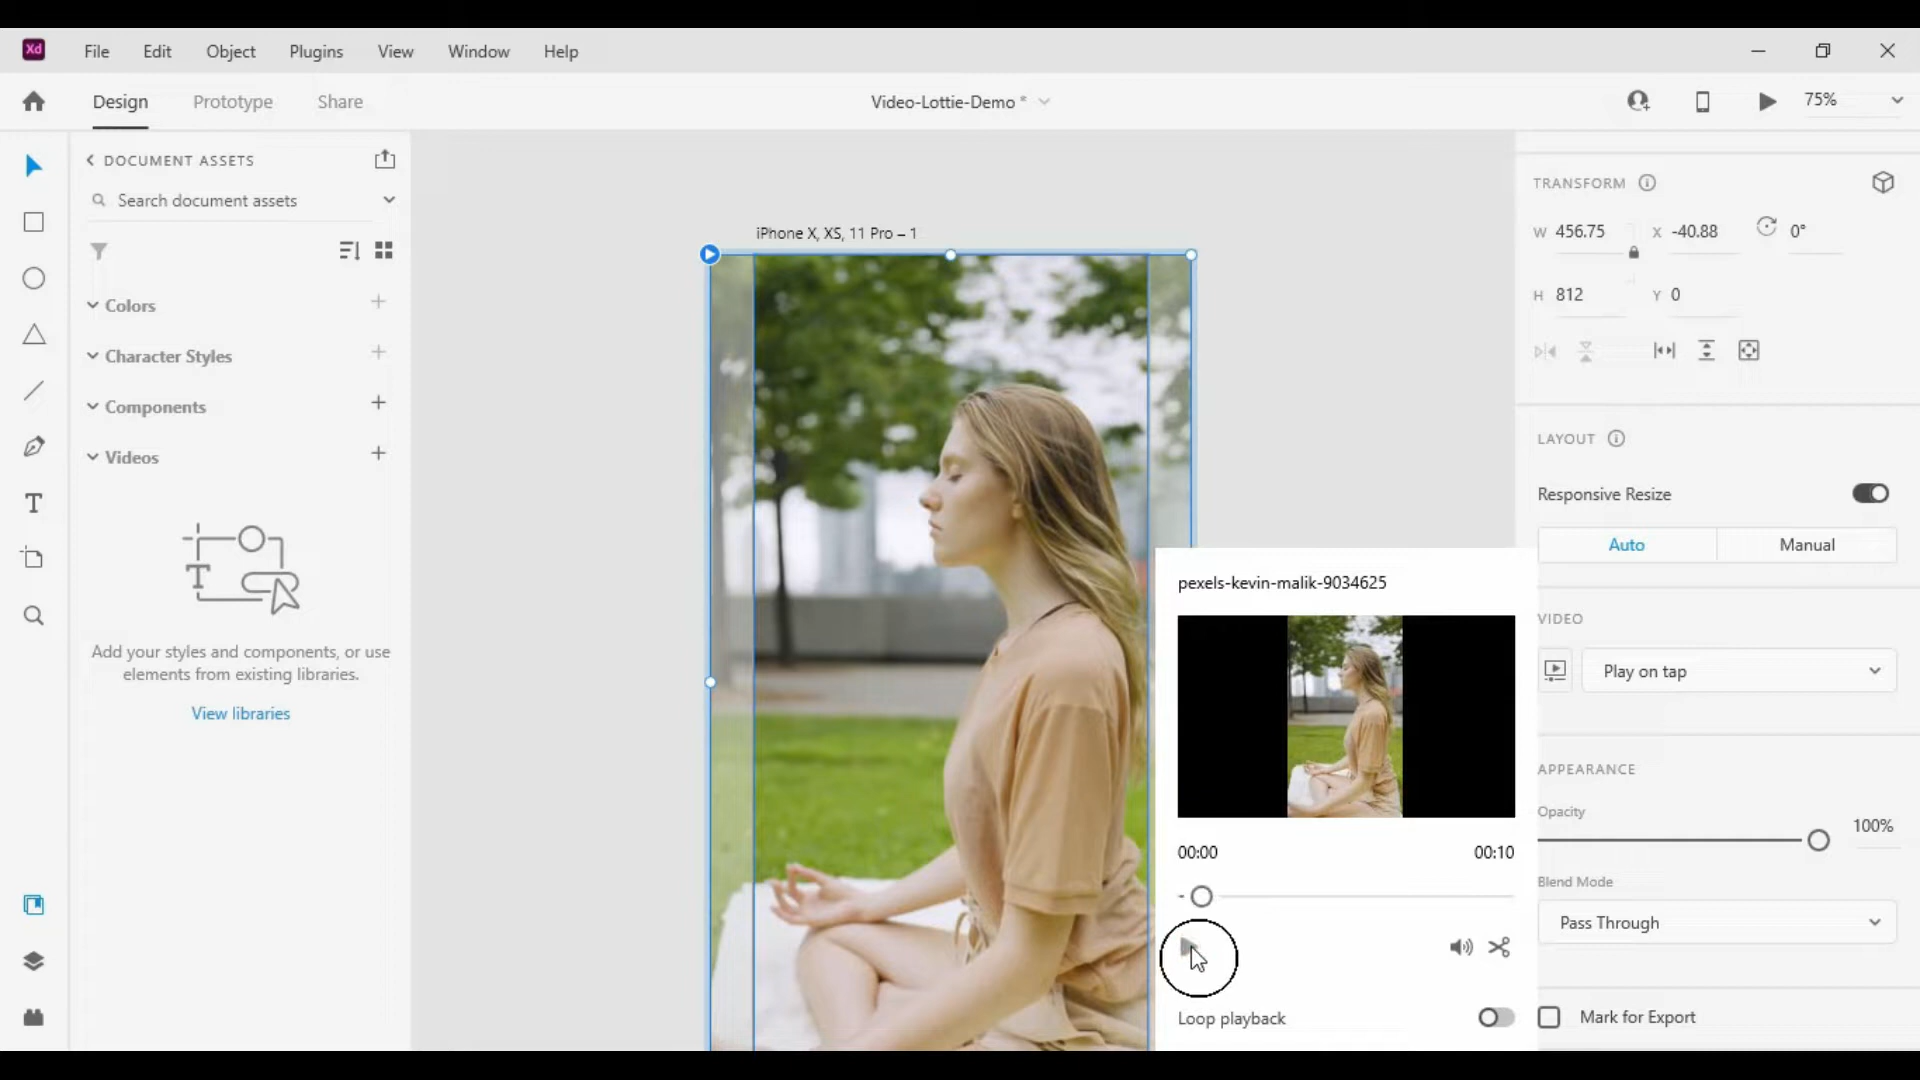 Xd File Edit Object Plugins View Window Help
Design Prototype Share Video-Lottie-Demo * 75%
DOCUMENT ASSETS
Search document assets
Colors
Character Styles
Components
Videos
T
Add your styles and components, or use
elements from existing libraries.
View libraries
iPhone X, XS, 11 Pro – 1
pexels-kevin-malik-9034625
00:00 00:10
Loop playback
TRANSFORM
W 456.75 X -40.88 0°
H 812 Y 0
LAYOUT
Responsive Resize
Auto Manual
VIDEO
Play on tap
APPEARANCE
Opacity
100%
Blend Mode
Pass Through
Mark for Export